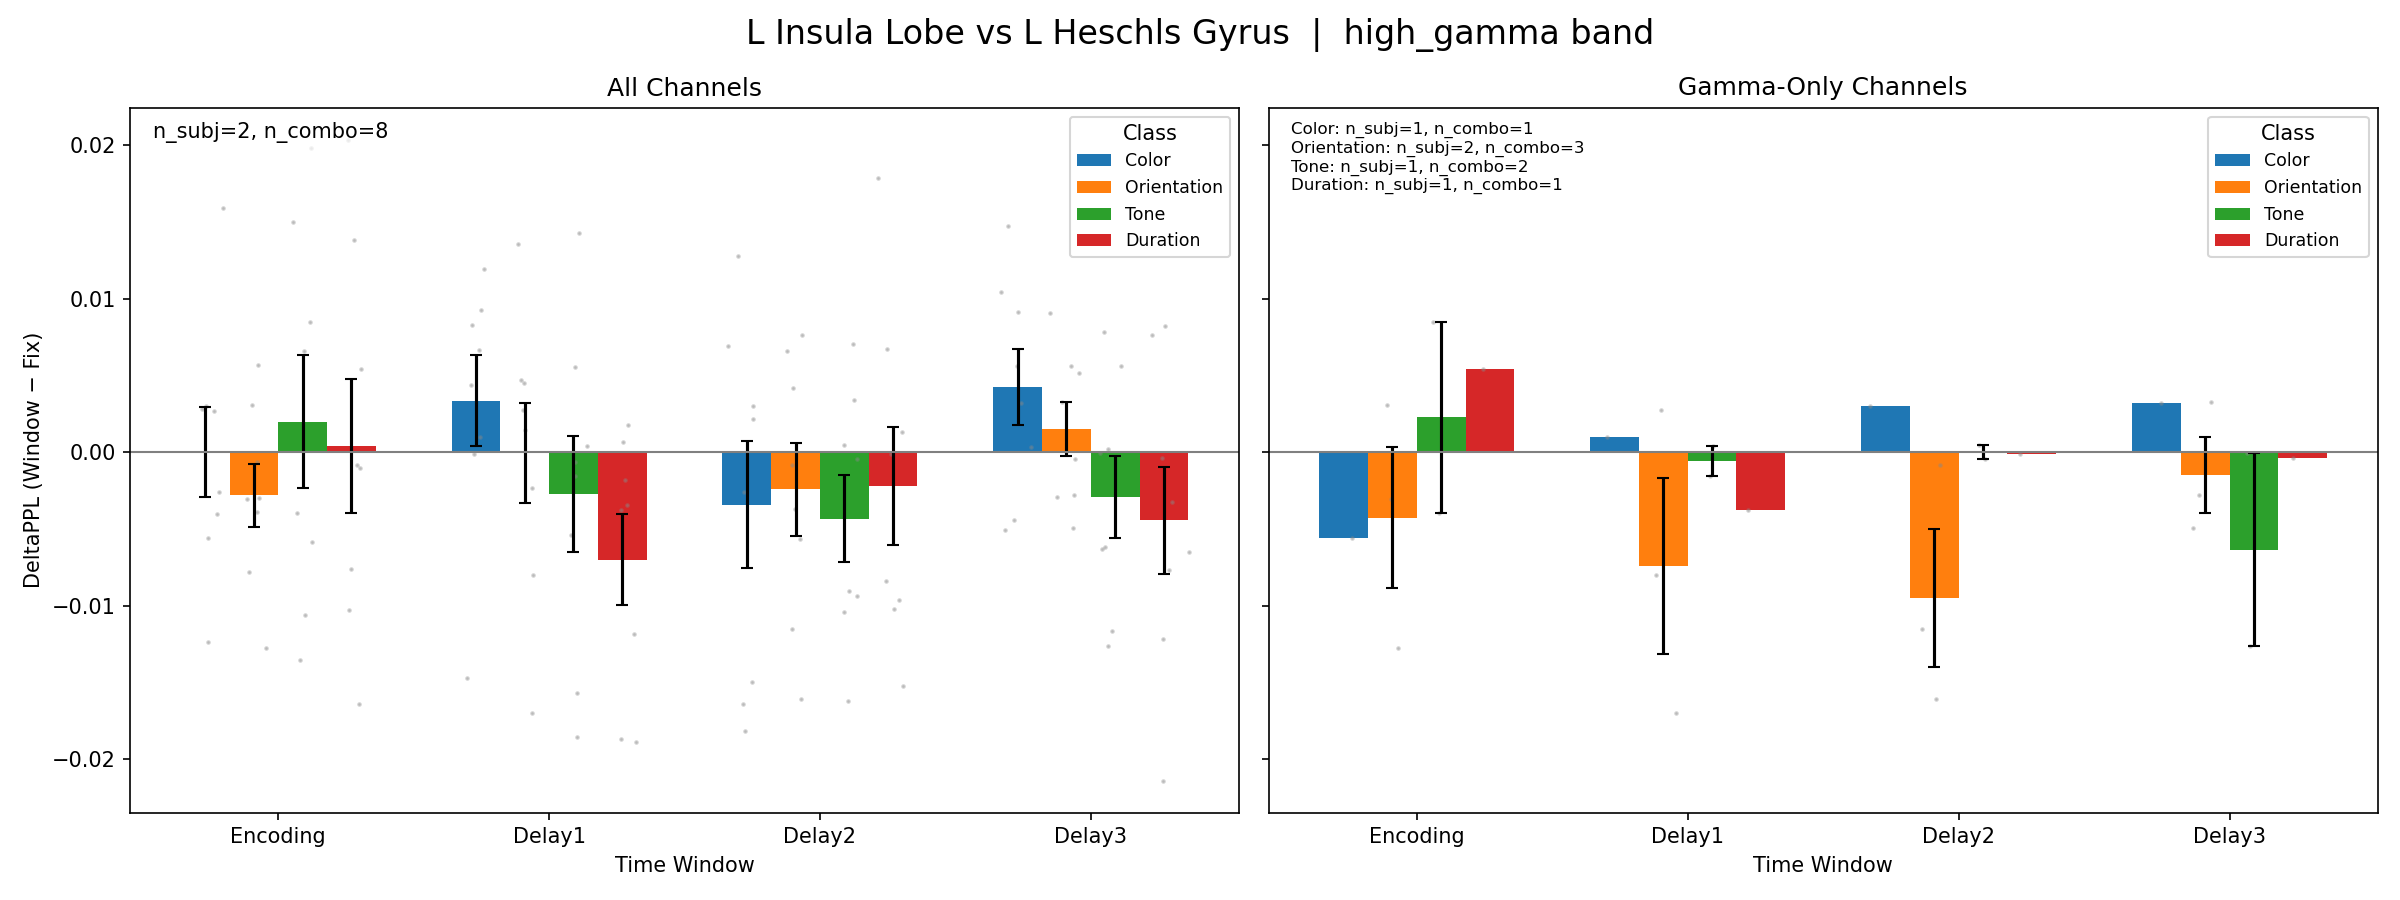 L Insula Lobe vs L Heschls Gyrus | high_gamma band
All Channels
n_subj=2, n_combo=8
Class
Color
Orientation
Tone
Duration
0.02
0.01
0.00
−0.01
−0.02
DeltaPPL (Window − Fix)
Encoding
Delay1
Delay2
Delay3
Time Window
Gamma-Only Channels
Color: n_subj=1, n_combo=1
Orientation: n_subj=2, n_combo=3
Tone: n_subj=1, n_combo=2
Duration: n_subj=1, n_combo=1
Class
Color
Orientation
Tone
Duration
Encoding
Delay1
Delay2
Delay3
Time Window